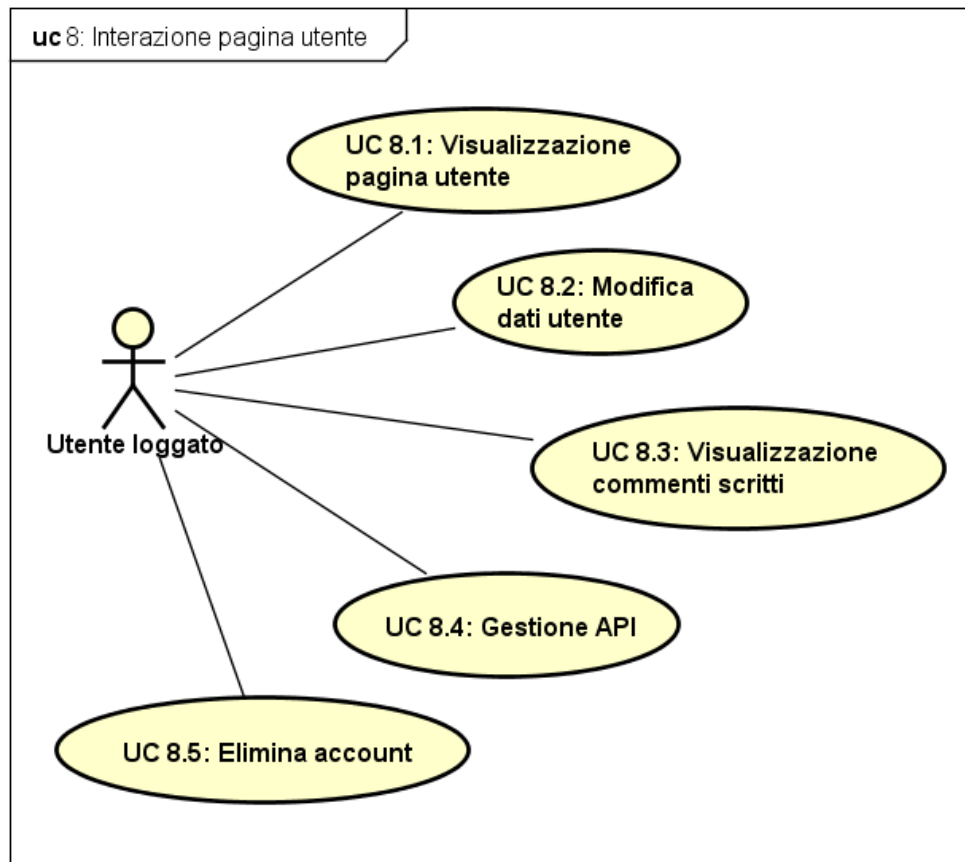 uc 8: Interazione pagina utente
UC 8.1: Visualizzazione
pagina utente
UC 8.2: Modifica
dati utente
Utente loggato
UC 8.3: Visualizzazione
commenti scritti
UC 8.4: Gestione API
UC 8.5: Elimina account